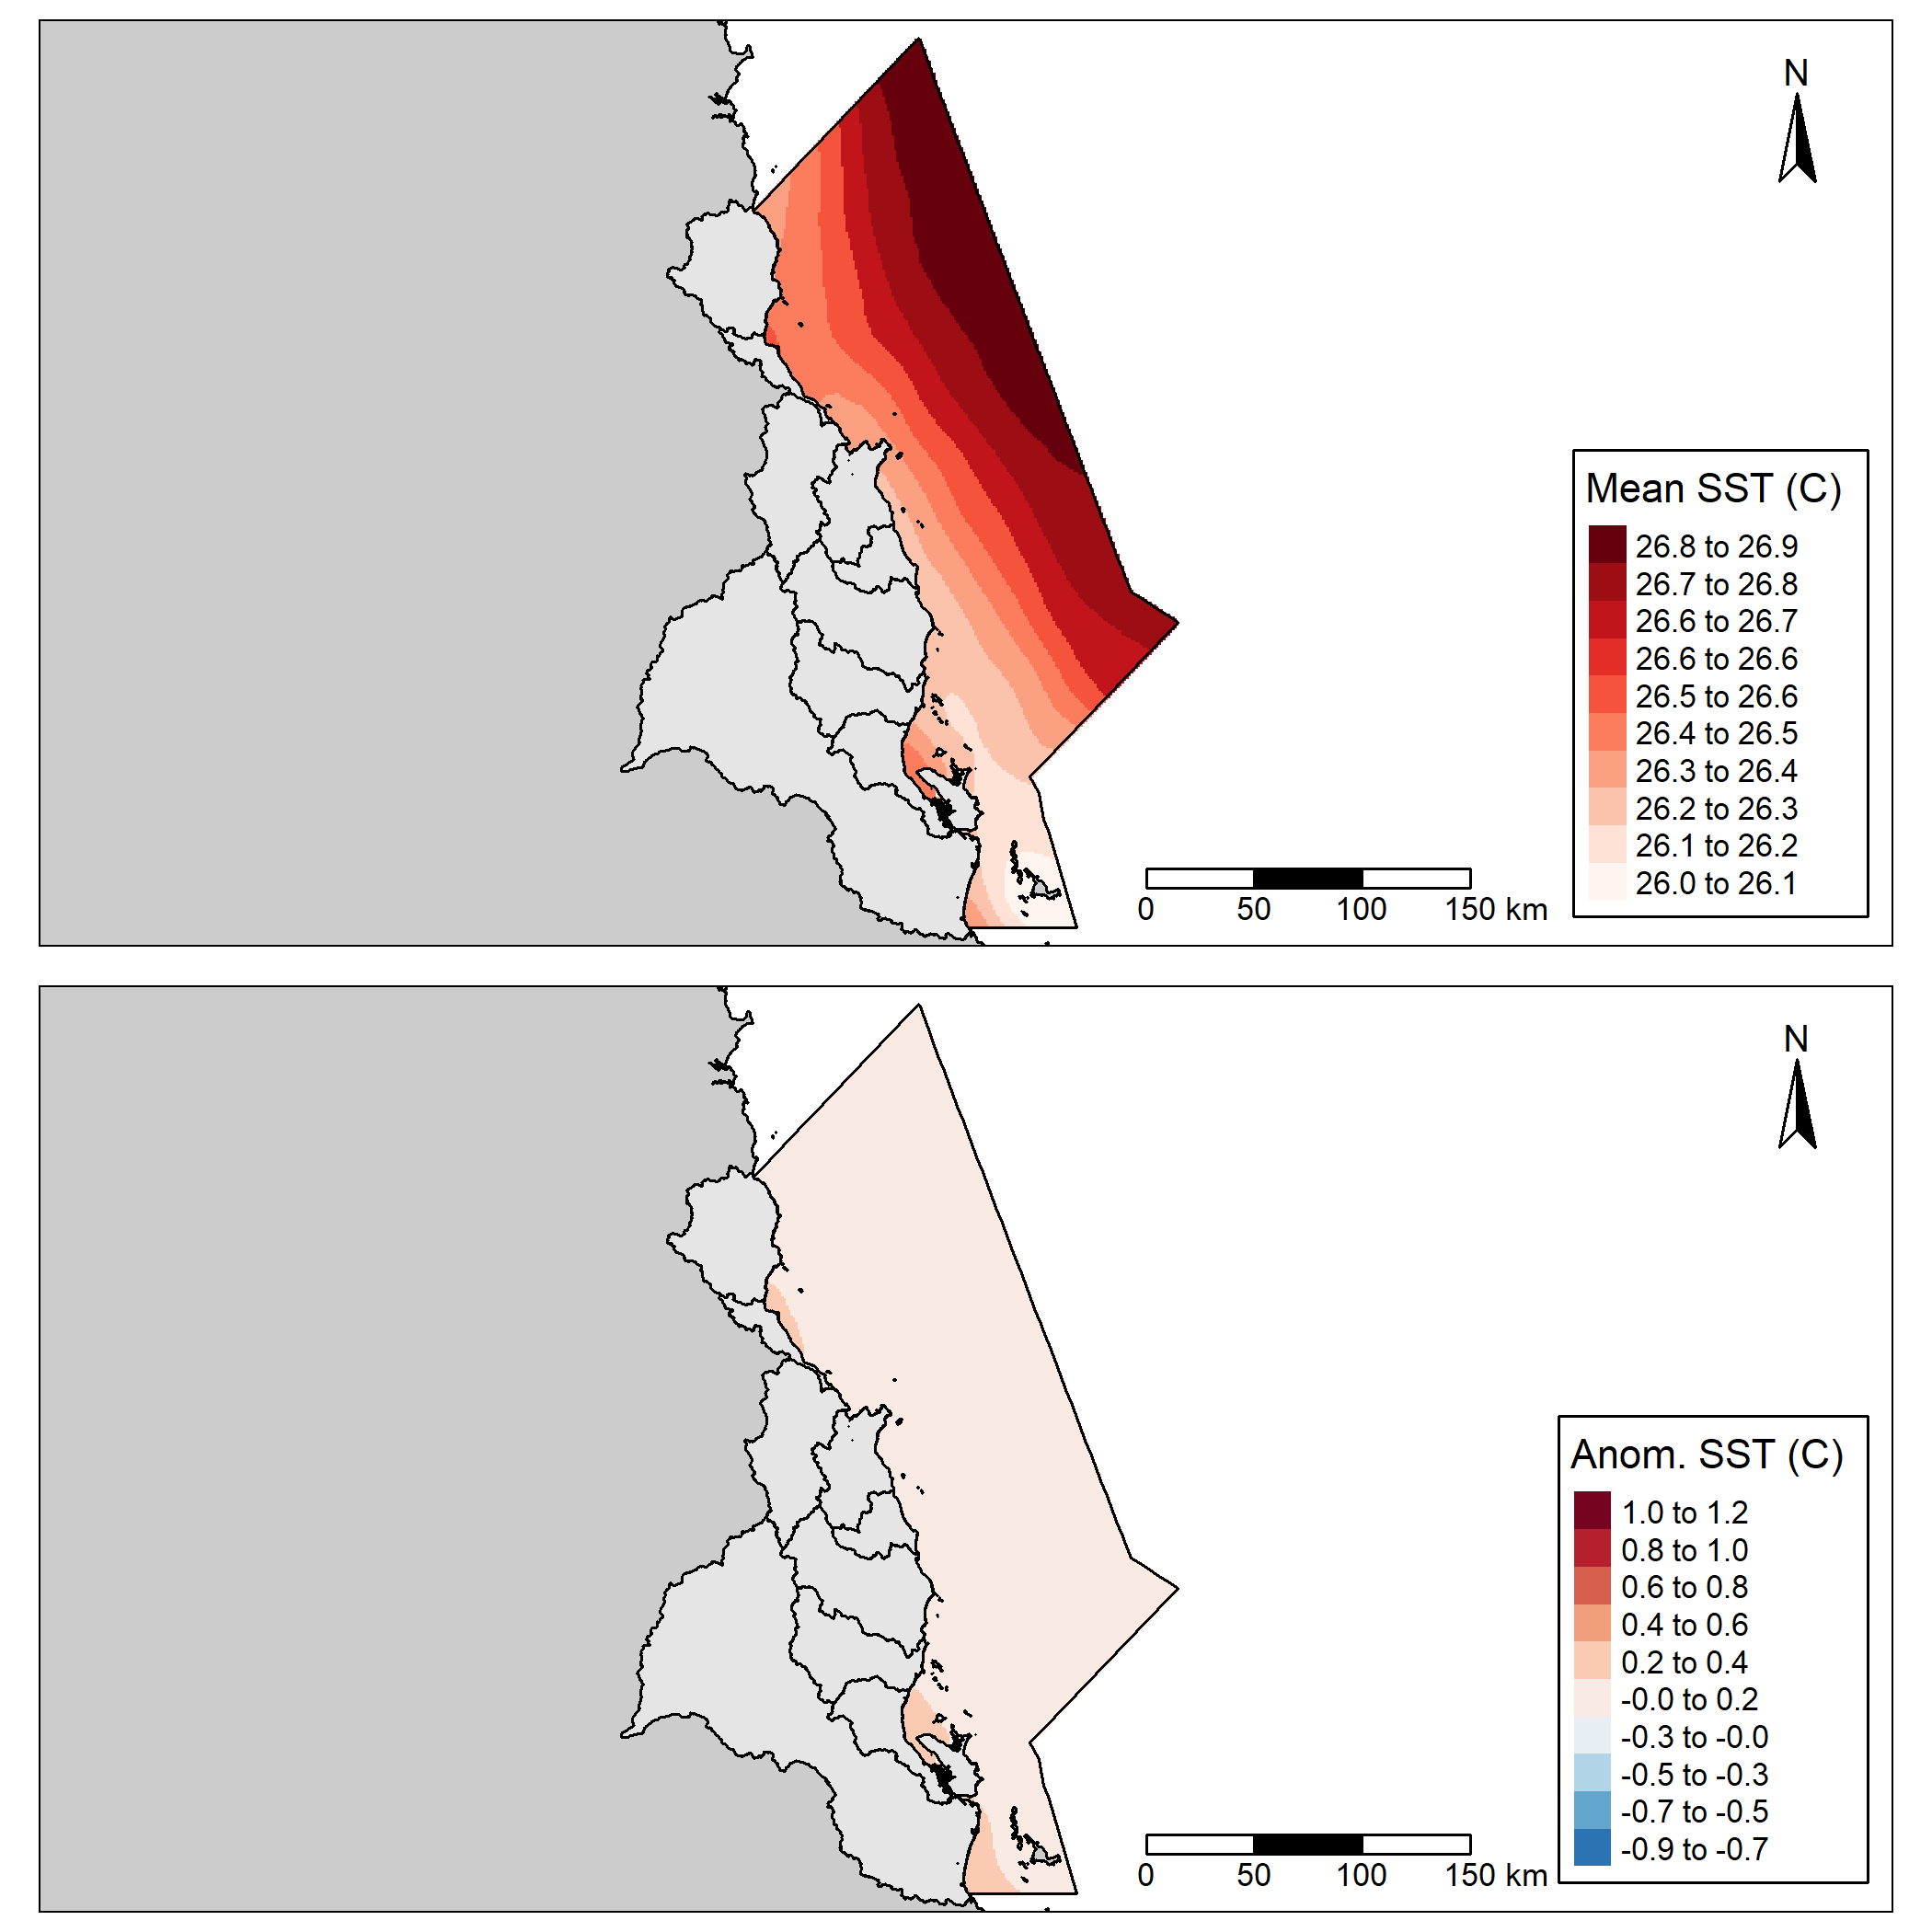 N
Mean SST (C)
26.8 to 26.9
26.7 to 26.8
26.6 to 26.7
26.6 to 26.6
26.5 to 26.6
26.4 to 26.5
26.3 to 26.4
26.2 to 26.3
26.1 to 26.2
26.0 to 26.1
0 50 100 150 km
N
Anom. SST (C)
1.0 to 1.2
0.8 to 1.0
0.6 to 0.8
0.4 to 0.6
0.2 to 0.4
-0.0 to 0.2
-0.3 to -0.0
-0.5 to -0.3
-0.7 to -0.5
-0.9 to -0.7
0 50 100 150 km